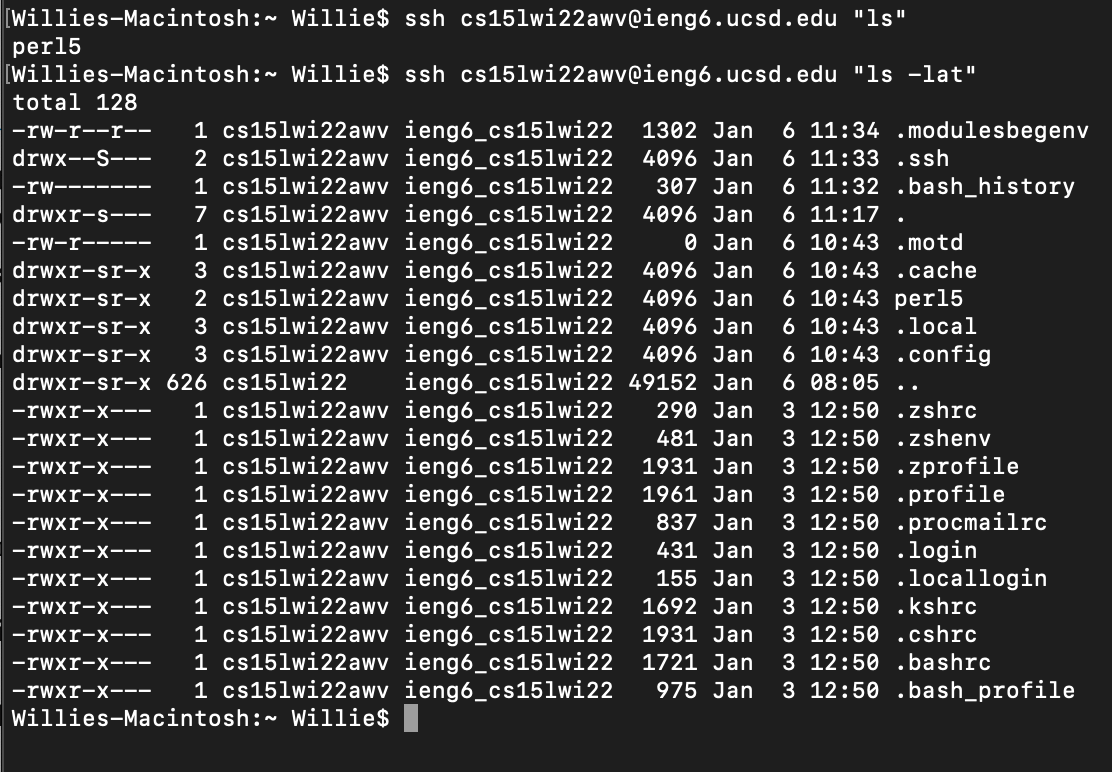 [Willies-Macintosh:~ Willie$ ssh cs15lwi22awv@ieng6.ucsd.edu "ls"
perl5
[Willies-Macintosh:~ Willie$ ssh cs15lwi22awv@ieng6.ucsd.edu "ls -lat"
total 128
-rw-r--r--   1 cs15lwi22awv ieng6_cs15lwi22  1302 Jan  6 11:34 .modulesbegenv
drwx--S---   2 cs15lwi22awv ieng6_cs15lwi22  4096 Jan  6 11:33 .ssh
-rw-------   1 cs15lwi22awv ieng6_cs15lwi22   307 Jan  6 11:32 .bash_history
drwxr-s---   7 cs15lwi22awv ieng6_cs15lwi22  4096 Jan  6 11:17 .
-rw-r-----   1 cs15lwi22awv ieng6_cs15lwi22     0 Jan  6 10:43 .motd
drwxr-sr-x   3 cs15lwi22awv ieng6_cs15lwi22  4096 Jan  6 10:43 .cache
drwxr-sr-x   2 cs15lwi22awv ieng6_cs15lwi22  4096 Jan  6 10:43 perl5
drwxr-sr-x   3 cs15lwi22awv ieng6_cs15lwi22  4096 Jan  6 10:43 .local
drwxr-sr-x   3 cs15lwi22awv ieng6_cs15lwi22  4096 Jan  6 10:43 .config
drwxr-sr-x 626 cs15lwi22    ieng6_cs15lwi22 49152 Jan  6 08:05 ..
-rwxr-x---   1 cs15lwi22awv ieng6_cs15lwi22   290 Jan  3 12:50 .zshrc
-rwxr-x---   1 cs15lwi22awv ieng6_cs15lwi22   481 Jan  3 12:50 .zshenv
-rwxr-x---   1 cs15lwi22awv ieng6_cs15lwi22  1931 Jan  3 12:50 .zprofile
-rwxr-x---   1 cs15lwi22awv ieng6_cs15lwi22  1961 Jan  3 12:50 .profile
-rwxr-x---   1 cs15lwi22awv ieng6_cs15lwi22   837 Jan  3 12:50 .procmailrc
-rwxr-x---   1 cs15lwi22awv ieng6_cs15lwi22   431 Jan  3 12:50 .login
-rwxr-x---   1 cs15lwi22awv ieng6_cs15lwi22   155 Jan  3 12:50 .locallogin
-rwxr-x---   1 cs15lwi22awv ieng6_cs15lwi22  1692 Jan  3 12:50 .kshrc
-rwxr-x---   1 cs15lwi22awv ieng6_cs15lwi22  1931 Jan  3 12:50 .cshrc
-rwxr-x---   1 cs15lwi22awv ieng6_cs15lwi22  1721 Jan  3 12:50 .bashrc
-rwxr-x---   1 cs15lwi22awv ieng6_cs15lwi22   975 Jan  3 12:50 .bash_profile
Willies-Macintosh:~ Willie$